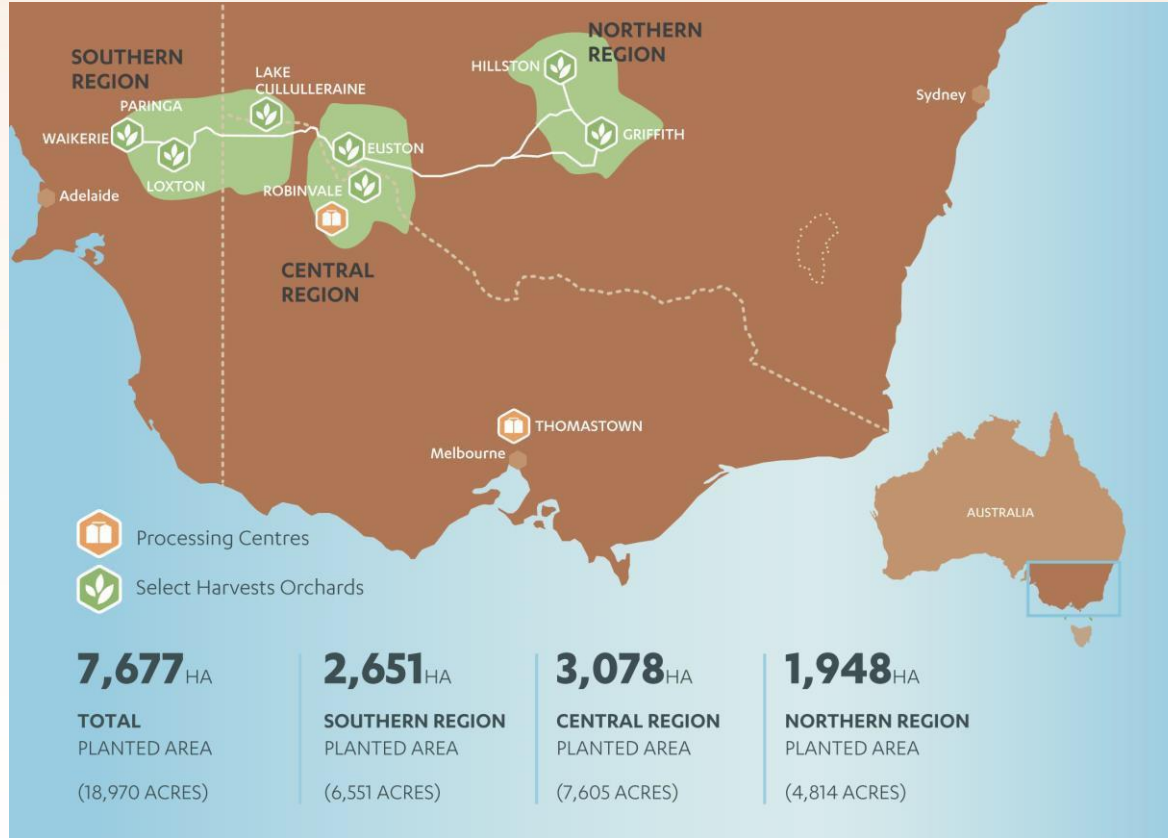 NORTHERN
REGION
SOUTHERN
REGION
HILLSTON
LAKE
CULLULLERAINE
Sydney
PARINGA
WAIKERIE
GRIFFITH
EUSTON
LOXTON
ROBINVALE
Adelaide
CENTRAL
REGION
THOMASTOWN
Melbourne
AUSTRALIA
Processing Centres
Select Harvests Orchards
7,677HA
TOTAL
PLANTED AREA
(18,970 ACRES)
2,651HA
SOUTHERN REGION
PLANTED AREA
(6,551 ACRES)
3,078HA
CENTRAL REGION
PLANTED AREA
(7,605 ACRES)
1,948HA
NORTHERN REGION
PLANTED AREA
(4,814 ACRES)